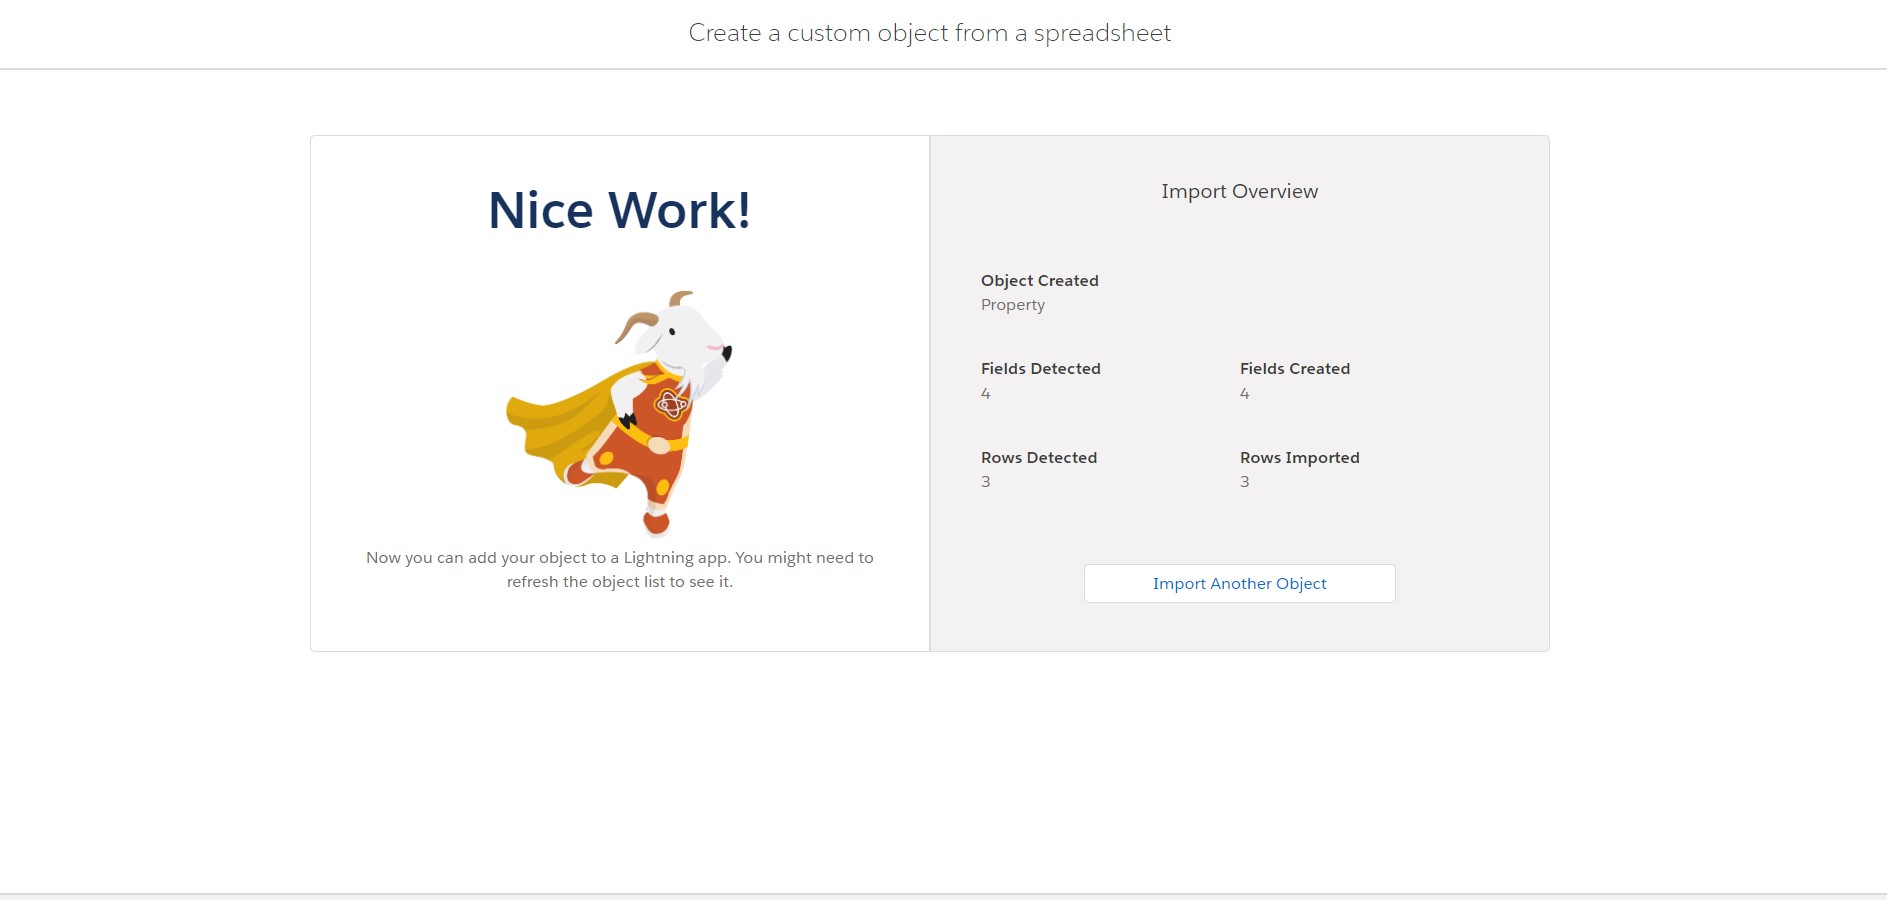 Create a custom object from a spreadsheet
Nice Work!
Now you can add your object to a Lightning app. You might need to
refresh the object list to see it.
Import Overview
Object Created
Property
Fields Detected
4
Fields Created
4
Rows Detected
3
Rows Imported
3
Import Another Object